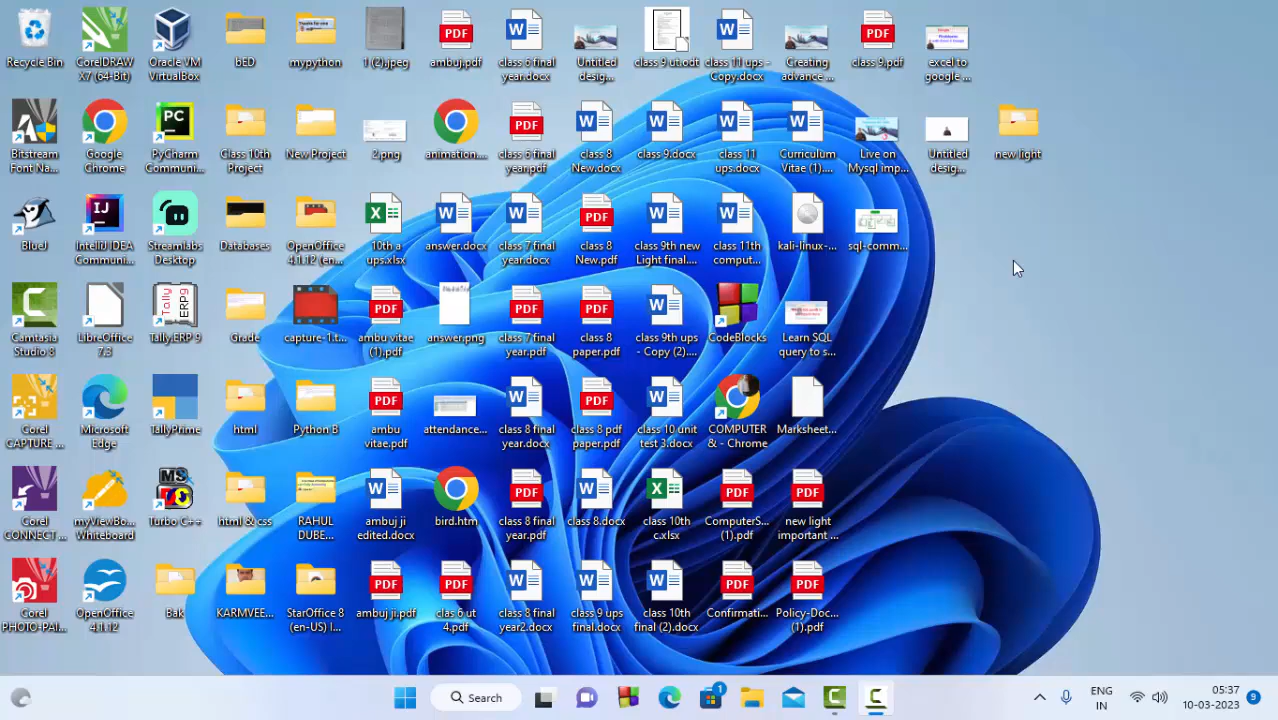 Recycle Bin
CorelDRAW
X7 (64-Bit)
Oracle VM
VirtualBox
bED
mypython
1 (2).jpeg
ambuj.pdf
class 6 final
year.docx
Untitled
desig...
class 9 ut.odt
class 11 ups -
Copy.docx
Creating
advance ...
class 9.pdf
excel to
google ...
Bitstream
Font Na...
Google
Chrome
PyCharm
Commun...
Class 10th
Project
New Project
2.png
animation....
class 6 final
year.pdf
class 8
New.docx
class 9.docx
class 11
ups.docx
Curriculum
Vitae (1)....
Live on
Mysql imp...
Untitled
desig...
new light
BlueJ
IntelliJ IDEA
Communi...
Streamlabs
Desktop
Databases
OpenOffice
4.1.12 (en...
10th a
ups.xlsx
answer.docx
class 7 final
year.docx
class 8
New.pdf
class 9th new
Light final....
class 11th
comput...
kali-linux-...
sql-comm...
Camtasia
Studio 8
LibreOffice
7.3
Tally.ERP 9
Grade
capture-1.t...
ambu vitae
(1).pdf
answer.png
class 7 final
year.pdf
class 8
paper.pdf
class 9th ups
- Copy (2)....
CodeBlocks
Learn SQL
query to s...
Corel
CAPTURE ...
Microsoft
Edge
TallyPrime
html
Python B
ambu
vitae.pdf
attendance...
class 8 final
year.docx
class 8 pdf
paper.pdf
class 10 unit
test 3.docx
COMPUTER
& - Chrome
Marksheet...
Corel
CONNECT ...
myViewBo...
Whiteboard
Turbo C++
html & css
RAHUL
DUBE...
ambuj ji
edited.docx
bird.htm
class 8 final
year.pdf
class 8.docx
class 10th
c.xlsx
ComputerS...
(1).pdf
new light
important ...
Corel
PHOTO-PAI...
OpenOffice
4.1.12
Bak
KARMVEE...
StarOffice 8
(en-US) I...
ambuj ji.pdf
clas 6 ut
4.pdf
class 8 final
year2.docx
class 9 ups
final.docx
class 10th
final (2).docx
Confirmati...
Policy-Doc...
(1).pdf
Search
1
ENG
IN
05:37
10-03-2023
9